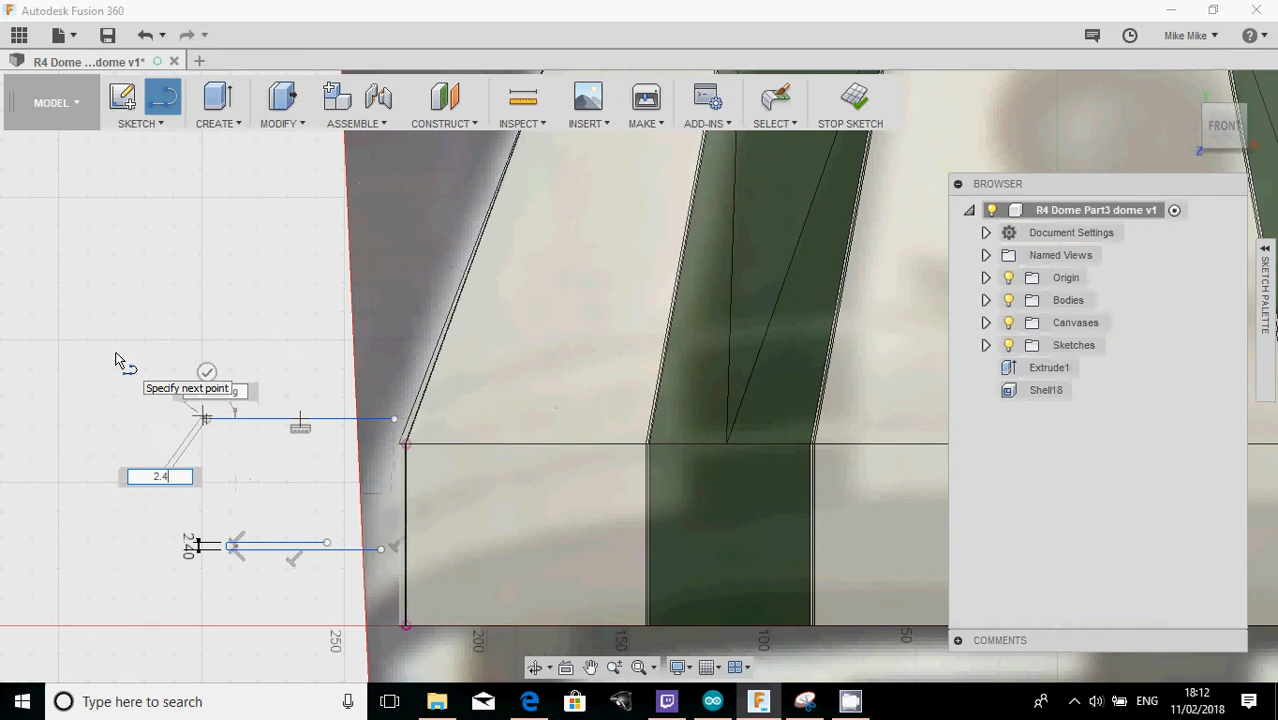 Autodesk Fusion 360
Mike Mike
R4 Dome ...dome v1*
MODEL
SKETCH
CREATE
MODIFY
ASSEMBLE
CONSTRUCT
INSPECT
INSERT
MAKE
ADD-INS
SELECT
STOP SKETCH
FRONT
Y
Z
BROWSER
R4 Dome Part3 dome v1
Document Settings
Named Views
Origin
Bodies
Canvases
Sketches
Extrude1
Shell18
SKETCH PALETTE
Specify next point
2.4
2.40
250
200
150
100
50
COMMENTS
Type here to search
ENG
18:12
11/02/2018